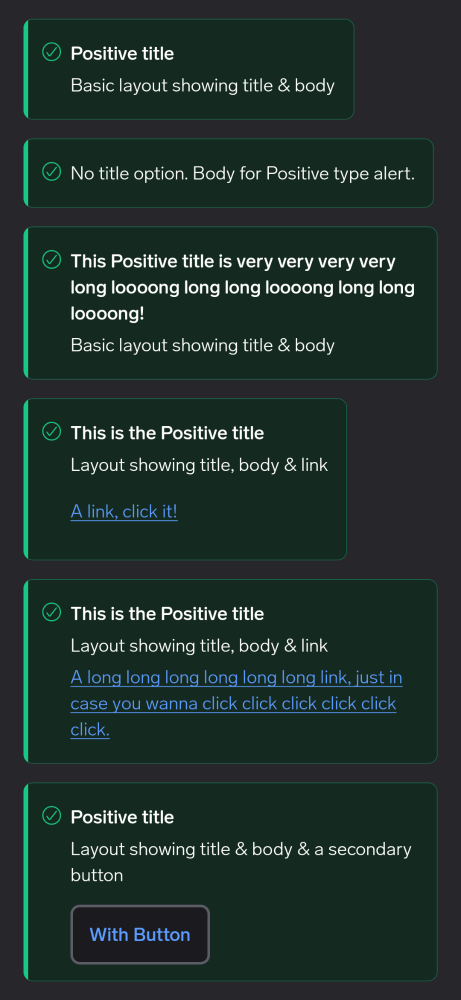 Positive title
Basic layout showing title & body
No title option. Body for Positive type alert.
This Positive title is very very very very
long loooong long long loooong long long
loooong!
Basic layout showing title & body
This is the Positive title
Layout showing title, body & link
A link, click it!
This is the Positive title
Layout showing title, body & link
A long long long long long long link, just in
case you wanna click click click click click
click.
Positive title
Layout showing title & body & a secondary
button
With Button